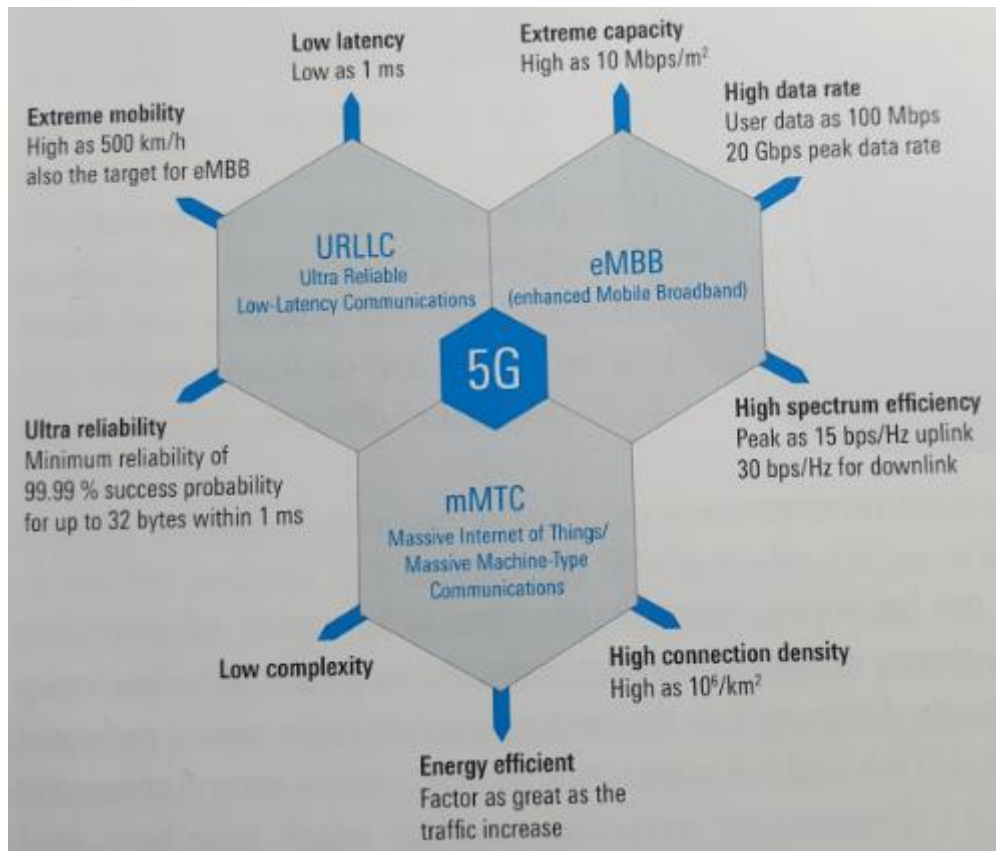 Low latency
Low as 1 ms
Extreme capacity
High as 10 Mbps/m²
Extreme mobility
High as 500 km/h
also the target for eMBB
High data rate
User data as 100 Mbps
20 Gbps peak data rate
URLLC
Ultra Reliable
Low-Latency Communications
eMBB
(enhanced Mobile Broadband)
5G
Ultra reliability
Minimum reliability of
99.99 % success probability
for up to 32 bytes within 1 ms
High spectrum efficiency
Peak as 15 bps/Hz uplink
30 bps/Hz for downlink
mMTC
Massive Internet of Things/
Massive Machine-Type
Communications
Low complexity
High connection density
High as 10⁶/km²
Energy efficient
Factor as great as the
traffic increase